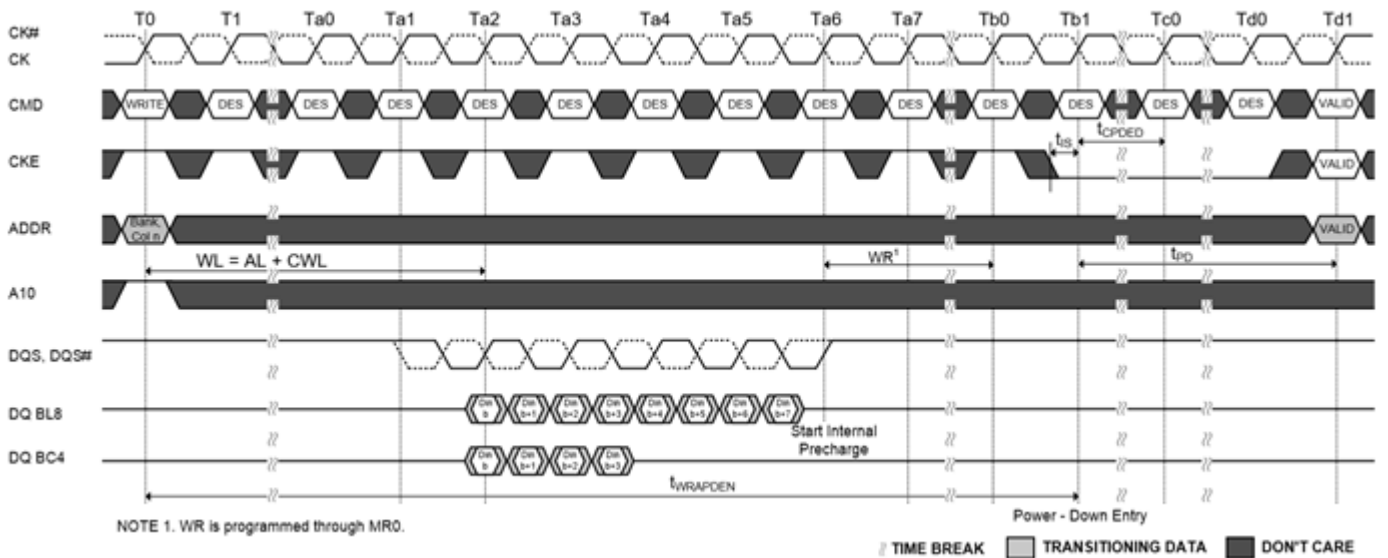 T0 T1 Ta0 Ta1 Ta2 Ta3 Ta4 Ta5 Ta6 Ta7 Tb0 Tb1 Tc0 Td0 Td1
CK#
CK
CMD WRITE DES DES DES DES DES DES DES DES DES DES DES DES DES VALID
tIS tCPDED
CKE VALID
ADDR Bank, Col n VALID
WL = AL + CWL WR¹ tPD
A10
DQS, DQS#
DQ BL8 Din b Din b+1 Din b+2 Din b+3 Din b+4 Din b+5 Din b+6 Din b+7
Start Internal
Precharge
DQ BC4 Din b Din b+1 Din b+2 Din b+3
tWRAPDEN
NOTE 1. WR is programmed through MR0.
Power - Down Entry
TIME BREAK TRANSITIONING DATA DON'T CARE